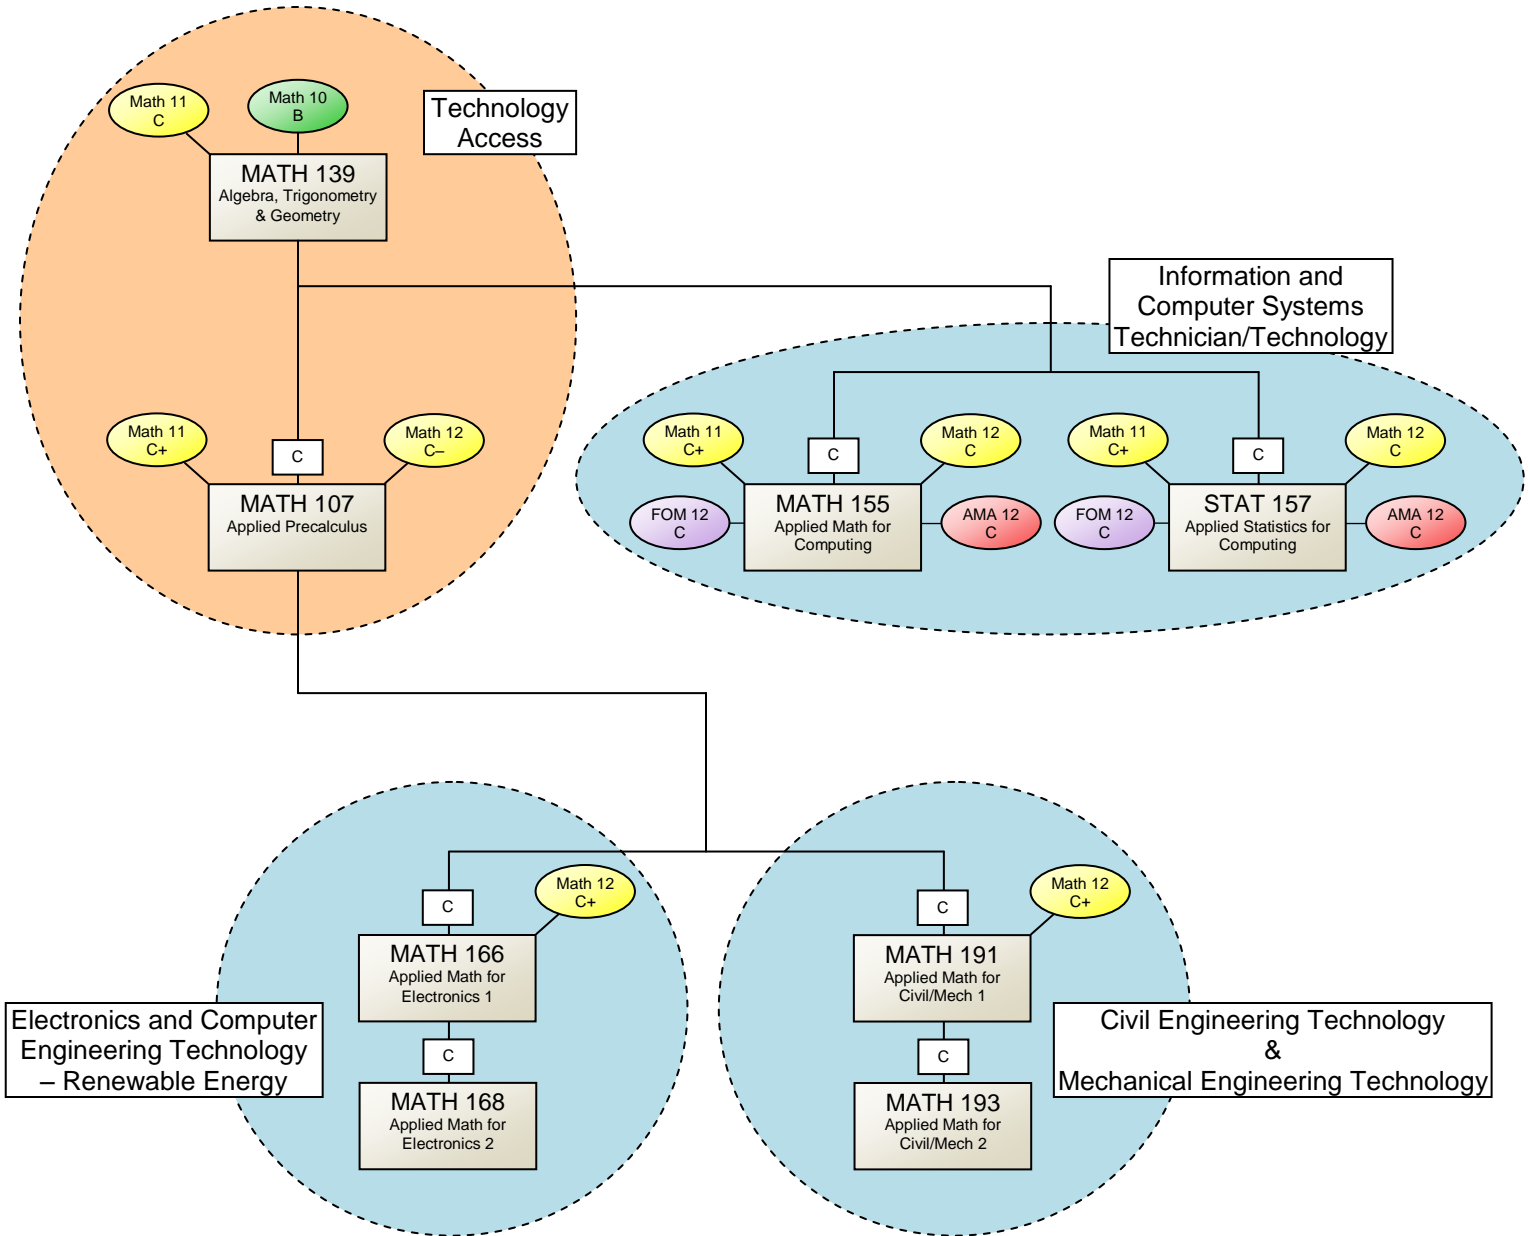 Math 11
C
Math 10
B
Technology
Access
MATH 139
Algebra, Trigonometry
& Geometry
Information and
Computer Systems
Technician/Technology
Math 11
C+
C
Math 12
C–
MATH 107
Applied Precalculus
Math 11
C+
C
Math 12
C
FOM 12
C
MATH 155
Applied Math for
Computing
AMA 12
C
Math 11
C+
C
Math 12
C
FOM 12
C
STAT 157
Applied Statistics for
Computing
AMA 12
C
C
Math 12
C+
MATH 166
Applied Math for
Electronics 1
C
MATH 168
Applied Math for
Electronics 2
Electronics and Computer
Engineering Technology
– Renewable Energy
C
Math 12
C+
MATH 191
Applied Math for
Civil/Mech 1
C
MATH 193
Applied Math for
Civil/Mech 2
Civil Engineering Technology
&
Mechanical Engineering Technology